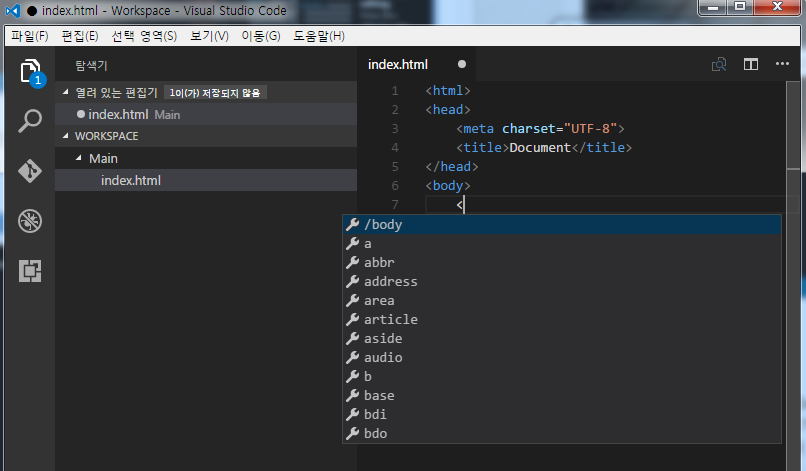 ● index.html - Workspace - Visual Studio Code
파일(F) 편집(E) 선택 영역(S) 보기(V) 이동(G) 도움말(H)
탐색기
열려 있는 편집기 1이(가) 저장되지 않음
index.html Main
WORKSPACE
Main
index.html
1
index.html
1 <html>
2 <head>
3 <meta charset="UTF-8">
4 <title>Document</title>
5 </head>
6 <body>
7 <
/body
a
abbr
address
area
article
aside
audio
b
base
bdi
bdo